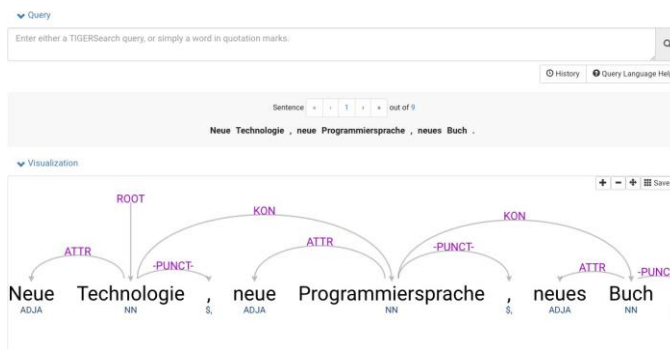 Query
Enter either a TIGERSearch query, or simply a word in quotation marks.
History Query Language Hel
Sentence « ‹ 1 › » out of 9
Neue Technologie , neue Programmiersprache , neues Buch .
Visualization
+ − Save
ROOT
KON KON
ATTR ATTR -PUNCT-
-PUNCT- ATTR -PUNC
Neue Technologie , neue Programmiersprache , neues Buch
ADJA NN $, ADJA NN $, ADJA NN